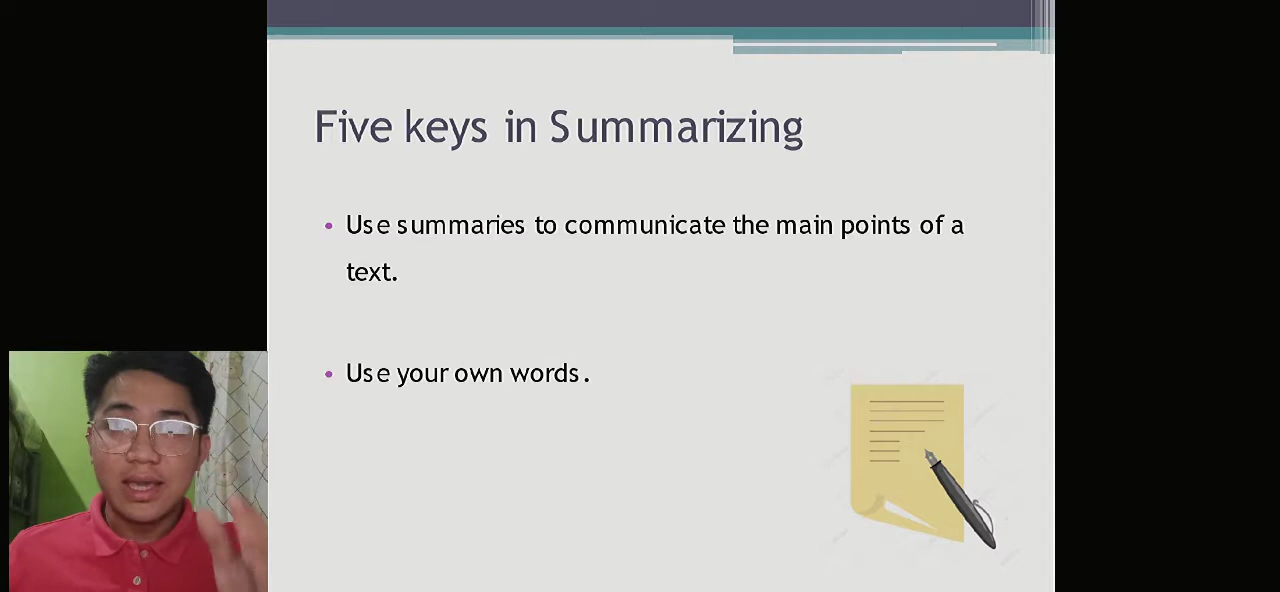 Five keys in Summarizing
• Use summaries to communicate the main points of a
text.
• Use your own words.